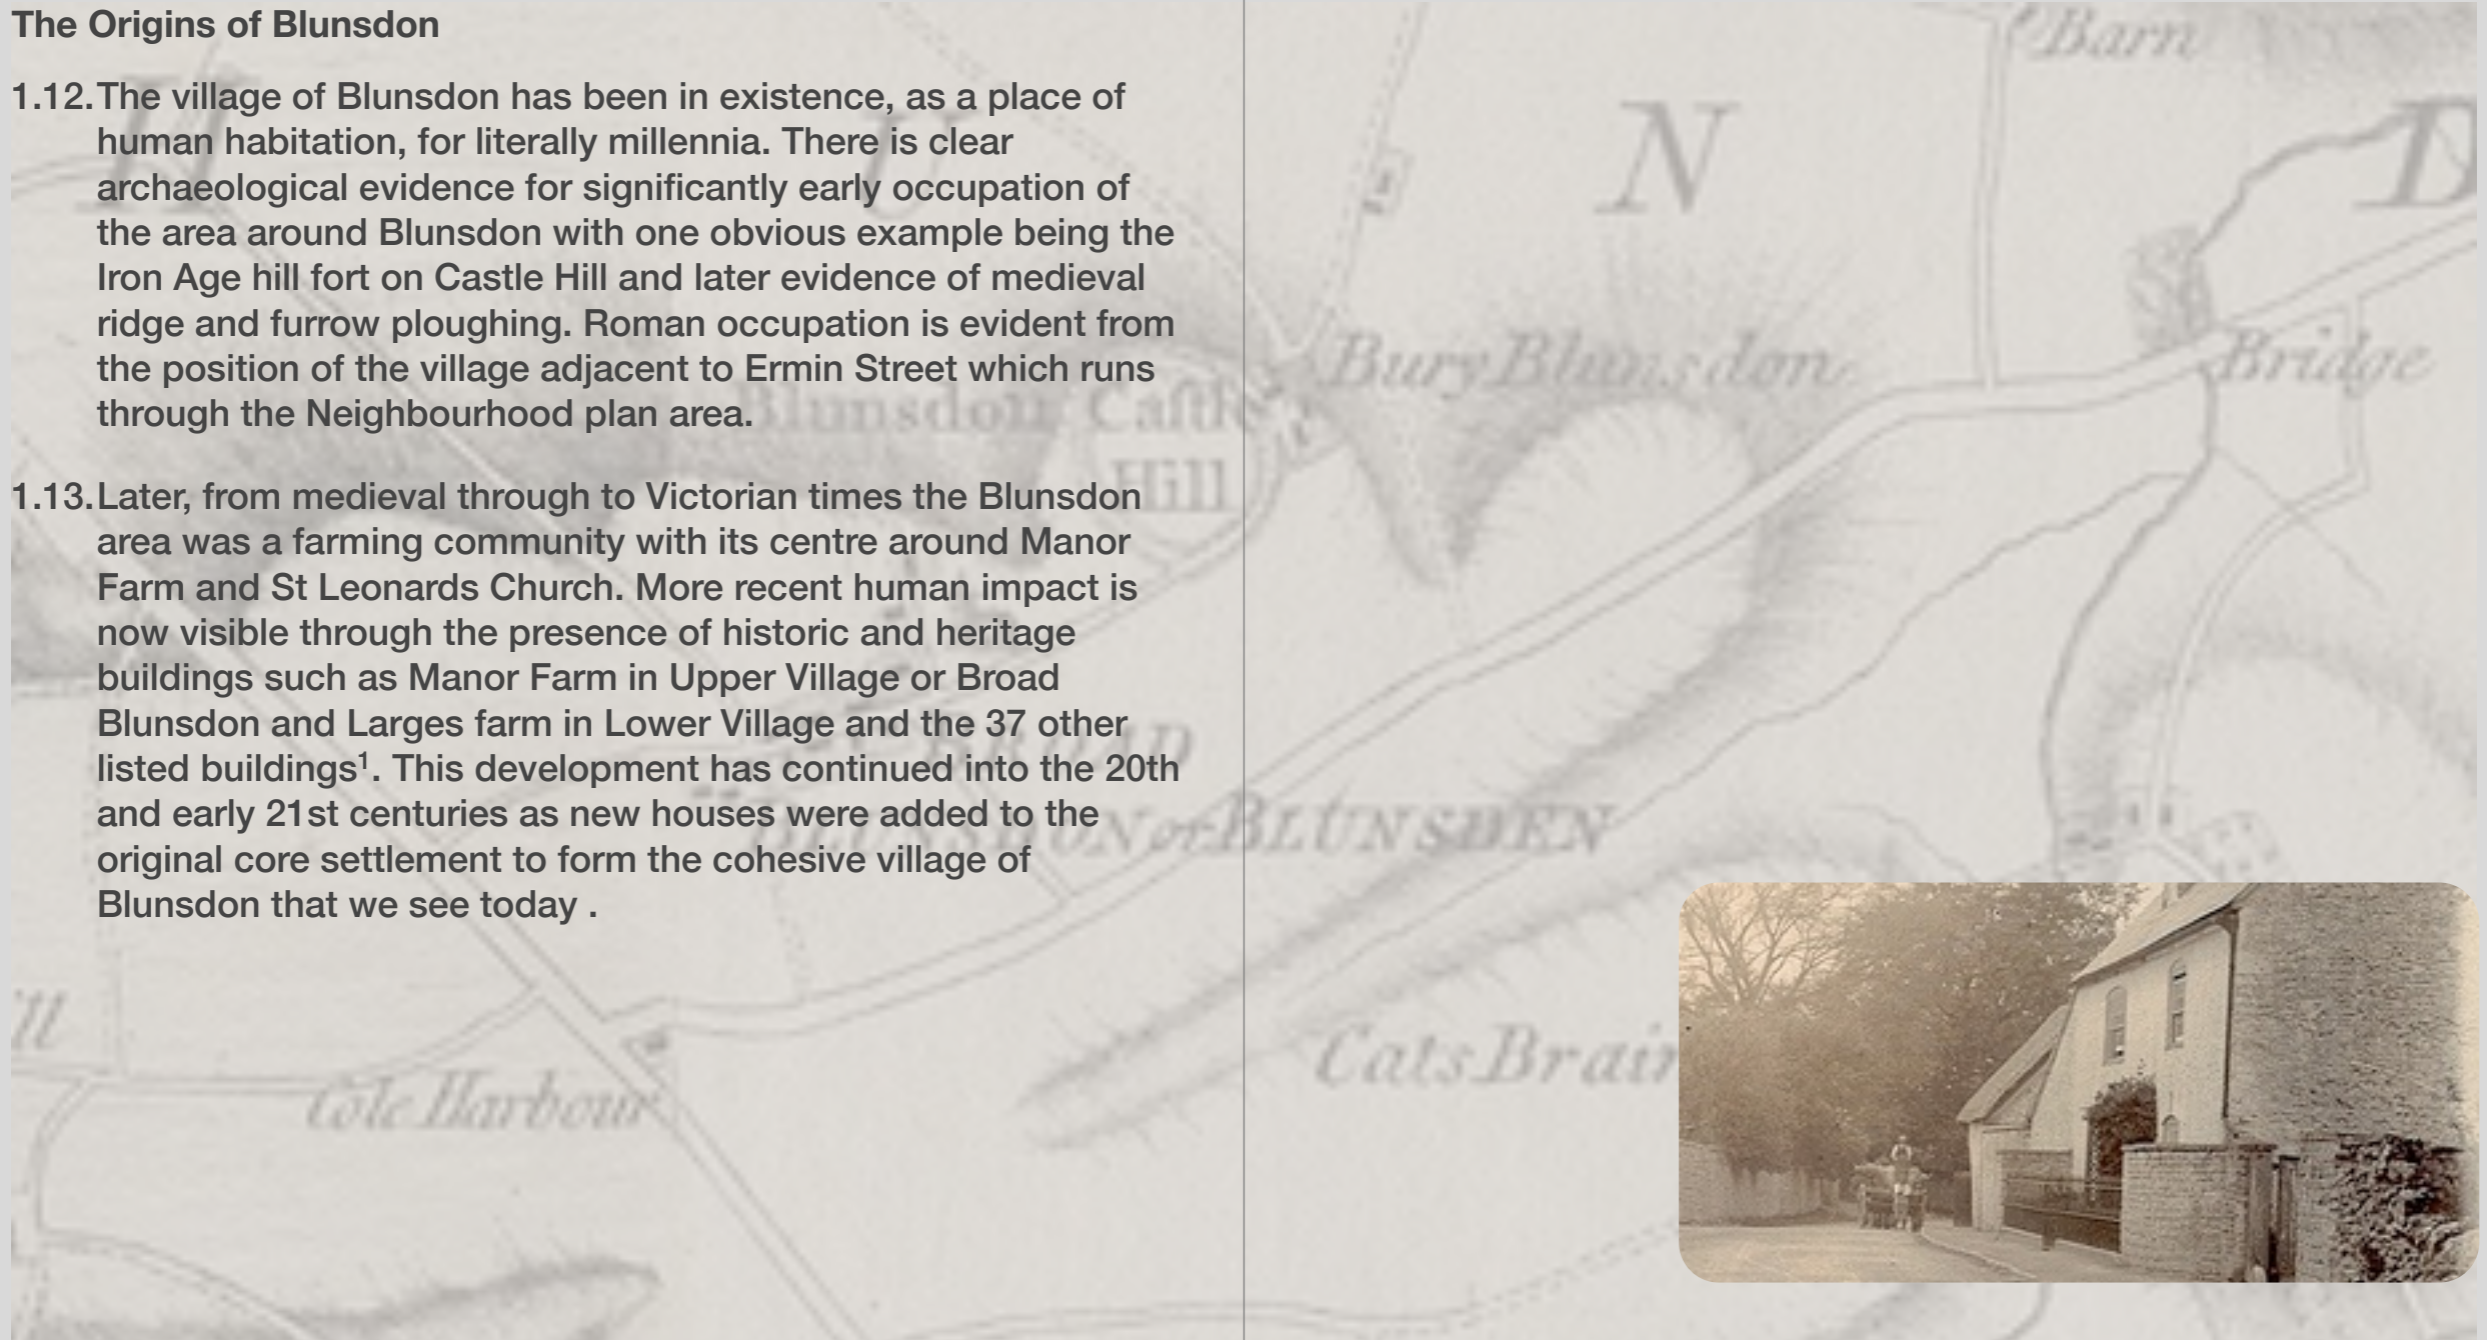 The Origins of Blunsdon
1.12. The village of Blunsdon has been in existence, as a place of
human habitation, for literally millennia. There is clear
archaeological evidence for significantly early occupation of
the area around Blunsdon with one obvious example being the
Iron Age hill fort on Castle Hill and later evidence of medieval
ridge and furrow ploughing. Roman occupation is evident from
the position of the village adjacent to Ermin Street which runs
through the Neighbourhood plan area.
1.13. Later, from medieval through to Victorian times the Blunsdon
area was a farming community with its centre around Manor
Farm and St Leonards Church. More recent human impact is
now visible through the presence of historic and heritage
buildings such as Manor Farm in Upper Village or Broad
Blunsdon and Larges farm in Lower Village and the 37 other
listed buildings¹. This development has continued into the 20th
and early 21st centuries as new houses were added to the
original core settlement to form the cohesive village of
Blunsdon that we see today .
Barn
H U N D
Bury Blunsdon
Bridge
Blunsdon Castle
Hill
BROAD
BLUNSDON or BLUNSDEN
Cats Brain
Cole Harbour